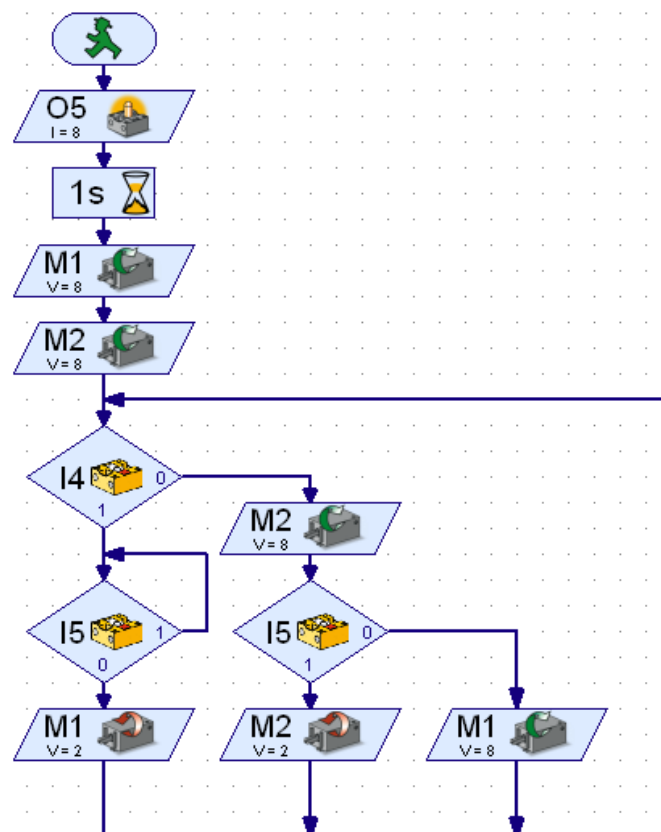 O5
I = 8
1s
M1
V = 8
M2
V = 8
I4
0
1
M2
V = 8
I5
1
0
I5
0
1
M1
V = 2
M2
V = 2
M1
V = 8